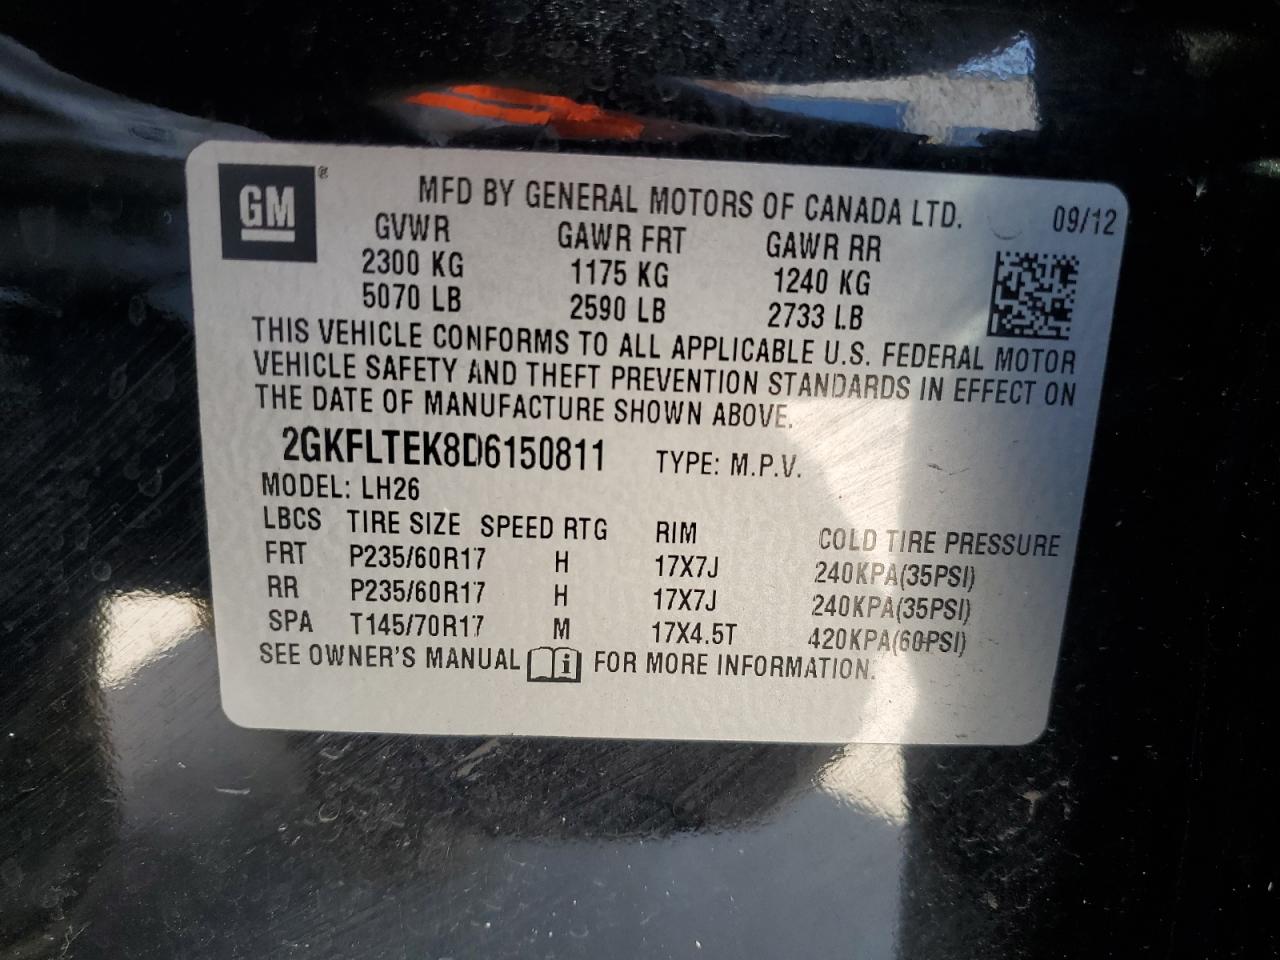 GM®
MFD BY GENERAL MOTORS OF CANADA LTD. 09/12
GVWR GAWR FRT GAWR RR
2300 KG 1175 KG 1240 KG
5070 LB 2590 LB 2733 LB
THIS VEHICLE CONFORMS TO ALL APPLICABLE U.S. FEDERAL MOTOR
VEHICLE SAFETY AND THEFT PREVENTION STANDARDS IN EFFECT ON
THE DATE OF MANUFACTURE SHOWN ABOVE.
2GKFLTEK8D6150811 TYPE: M.P.V.
MODEL: LH26
LBCS TIRE SIZE SPEED RTG RIM COLD TIRE PRESSURE
FRT P235/60R17 H 17X7J 240KPA(35PSI)
RR P235/60R17 H 17X7J 240KPA(35PSI)
SPA T145/70R17 M 17X4.5T 420KPA(60PSI)
SEE OWNER'S MANUAL i FOR MORE INFORMATION.